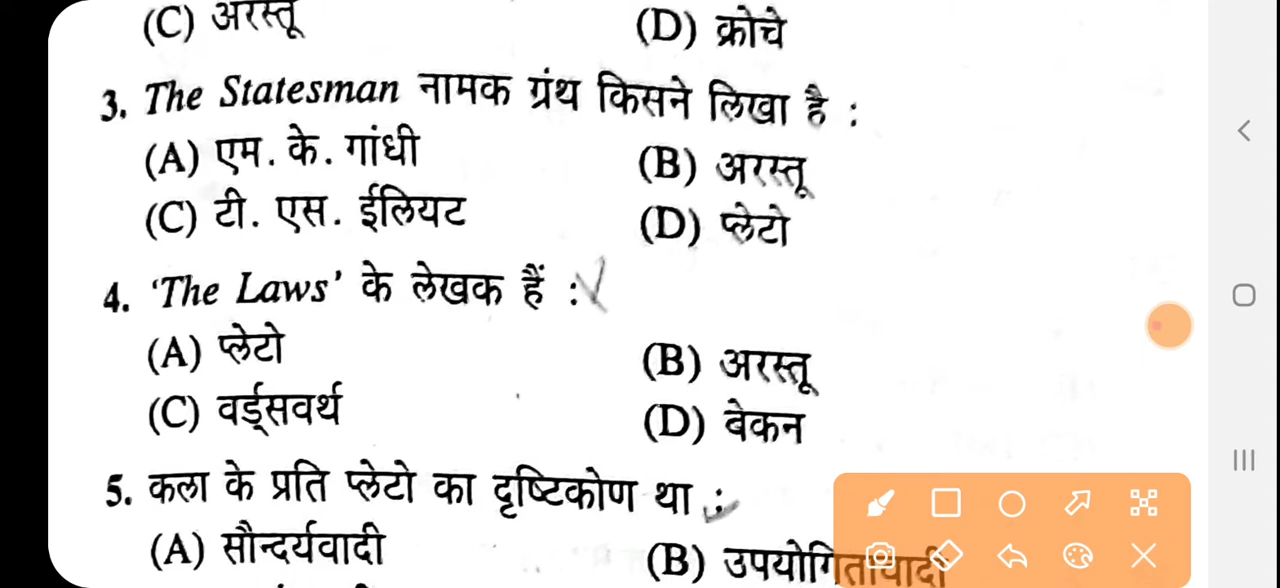 (C) अरस्तू (D) क्रोचे
3. The Statesman नामक ग्रंथ किसने लिखा है :
(A) एम. के. गांधी (B) अरस्तू
(C) टी. एस. ईलियट (D) प्लेटो
4. 'The Laws' के लेखक हैं :
(A) प्लेटो (B) अरस्तू
(C) वर्ड्सवर्थ (D) बेकन
5. कला के प्रति प्लेटो का दृष्टिकोण था :
(A) सौन्दर्यवादी (B) उपयोगितावादी